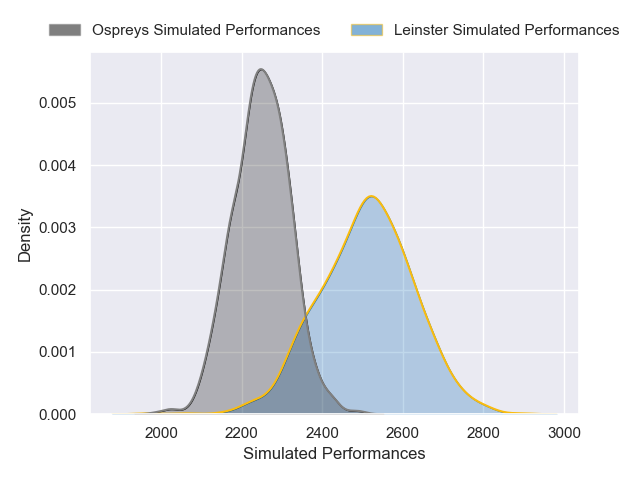 Ospreys Simulated Performances Leinster Simulated Performances
0.005
0.004
0.003
0.002
0.001
0.000
Density
2000 2200 2400 2600 2800 3000
Simulated Performances